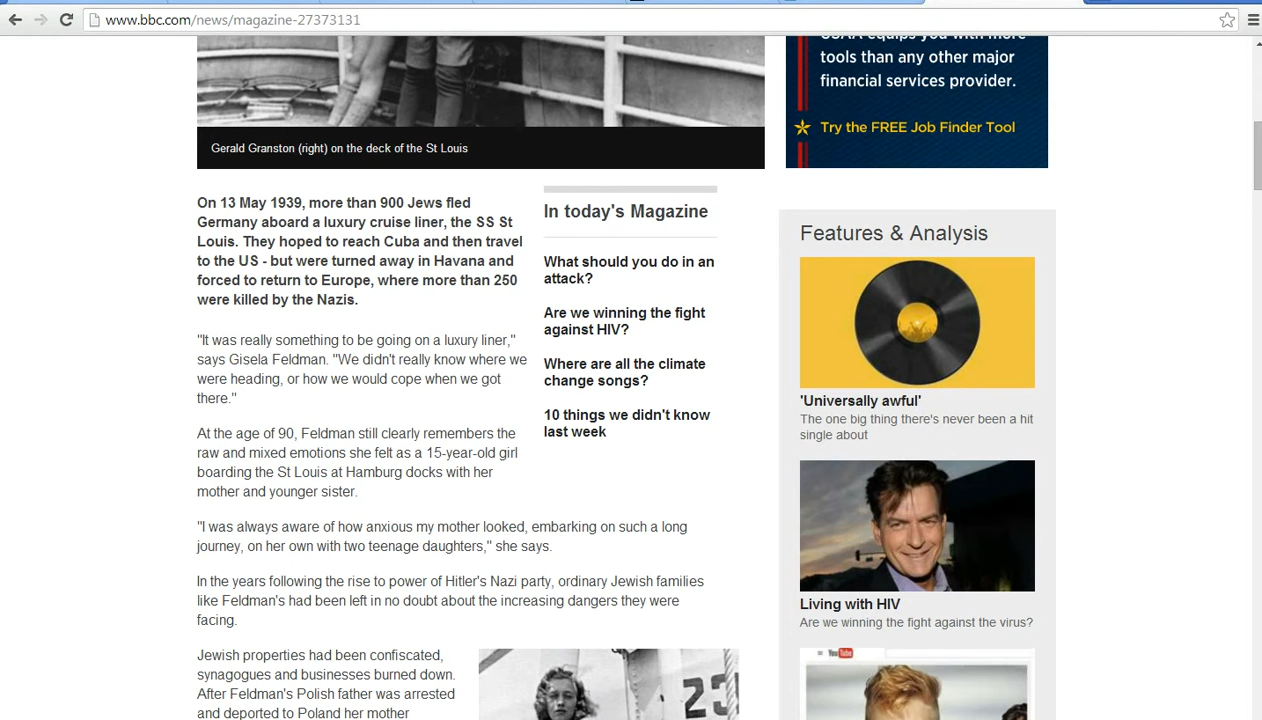 www.bbc.com/news/magazine-27373131
tools than any other major
financial services provider.
Try the FREE Job Finder Tool
Gerald Granston (right) on the deck of the St Louis
On 13 May 1939, more than 900 Jews fled
Germany aboard a luxury cruise liner, the SS St
Louis. They hoped to reach Cuba and then travel
to the US - but were turned away in Havana and
forced to return to Europe, where more than 250
were killed by the Nazis.
"It was really something to be going on a luxury liner,"
says Gisela Feldman. "We didn't really know where we
were heading, or how we would cope when we got
there."
At the age of 90, Feldman still clearly remembers the
raw and mixed emotions she felt as a 15-year-old girl
boarding the St Louis at Hamburg docks with her
mother and younger sister.
"I was always aware of how anxious my mother looked, embarking on such a long
journey, on her own with two teenage daughters," she says.
In the years following the rise to power of Hitler's Nazi party, ordinary Jewish families
like Feldman's had been left in no doubt about the increasing dangers they were
facing.
Jewish properties had been confiscated,
synagogues and businesses burned down.
After Feldman's Polish father was arrested
and deported to Poland her mother
23
In today's Magazine
What should you do in an
attack?
Are we winning the fight
against HIV?
Where are all the climate
change songs?
10 things we didn't know
last week
Features & Analysis
'Universally awful'
The one big thing there's never been a hit
single about
Living with HIV
Are we winning the fight against the virus?
YouTube